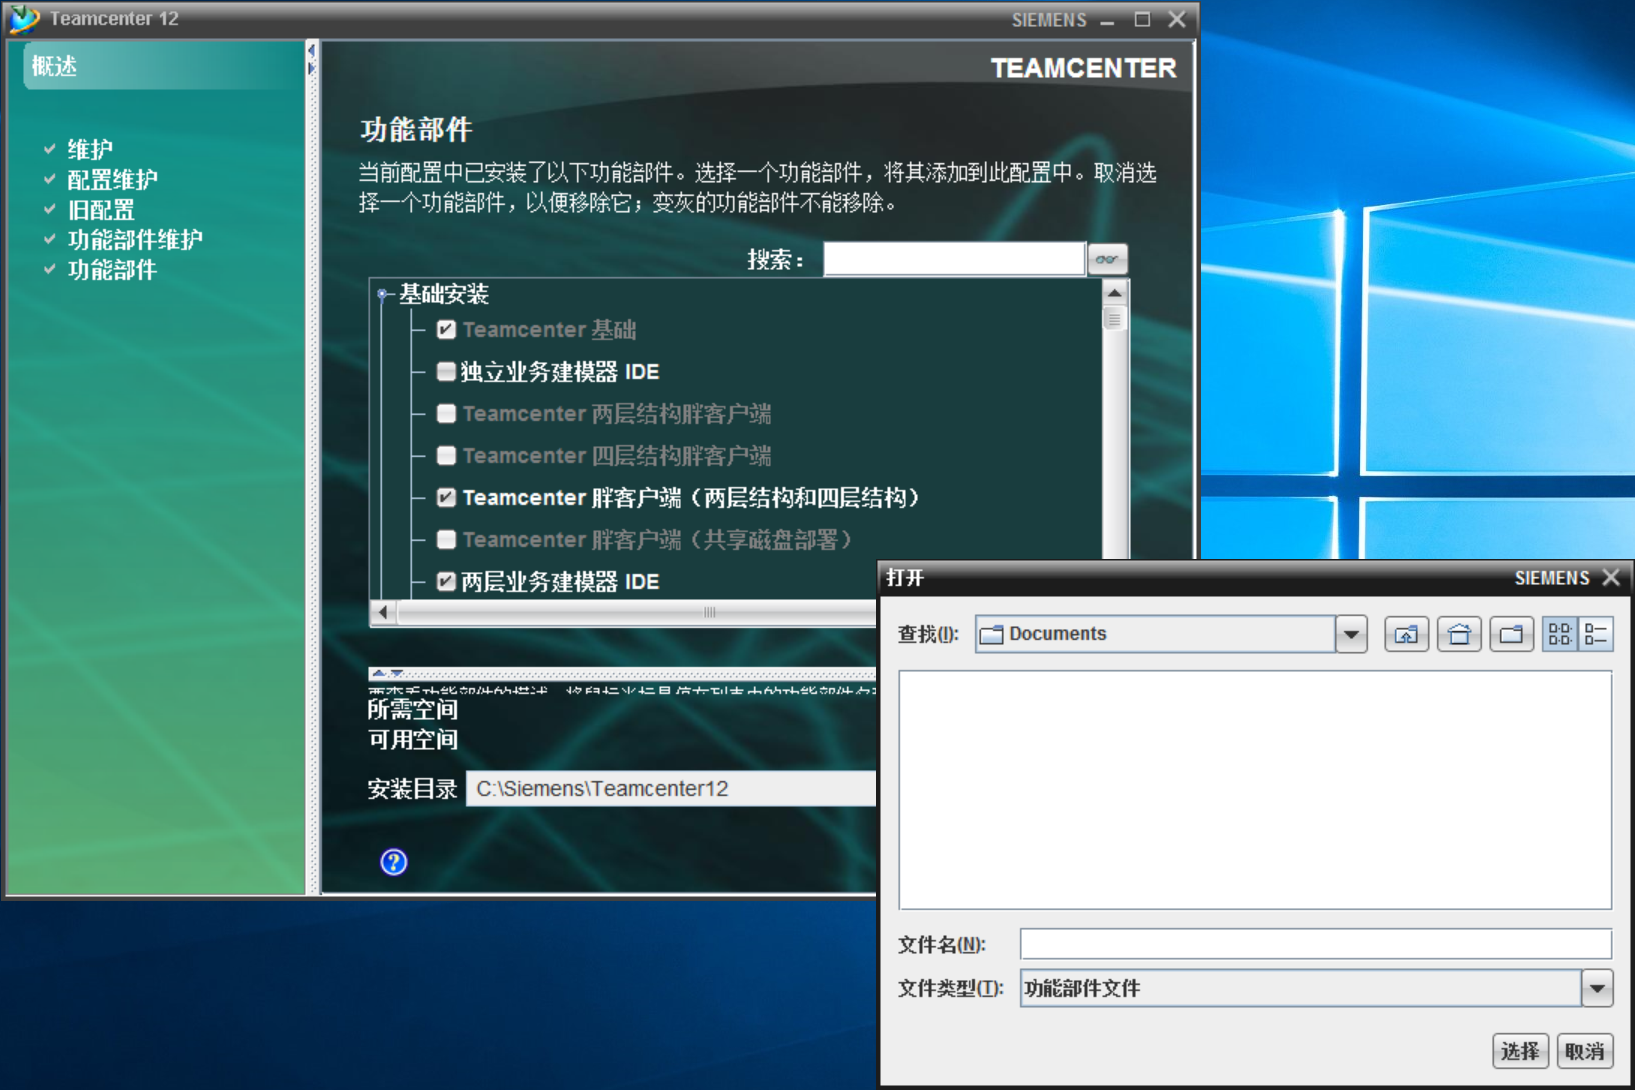 Teamcenter 12
SIEMENS
概述
维护
配置维护
旧配置
功能部件维护
功能部件
TEAMCENTER
功能部件
当前配置中已安装了以下功能部件。选择一个功能部件，将其添加到此配置中。取消选
择一个功能部件，以便移除它；变灰的功能部件不能移除。
搜索：
基础安装
Teamcenter 基础
独立业务建模器 IDE
Teamcenter 两层结构胖客户端
Teamcenter 四层结构胖客户端
Teamcenter 胖客户端（两层结构和四层结构）
Teamcenter 胖客户端（共享磁盘部署）
两层业务建模器 IDE
所需空间
可用空间
安装目录 C:\Siemens\Teamcenter12
?
打开
SIEMENS
查找(I): Documents
文件名(N):
文件类型(T): 功能部件文件
选择 取消